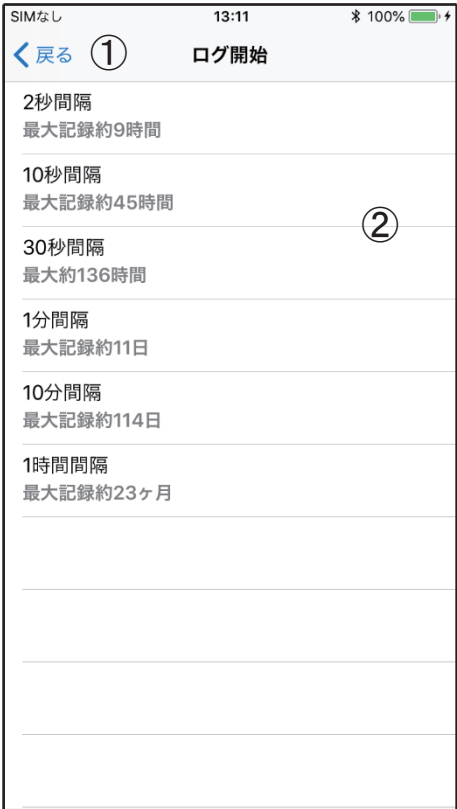 SIMなし 13:11 100%
戻る ① ログ開始
2秒間隔
最大記録約9時間
10秒間隔
最大記録約45時間
②
30秒間隔
最大約136時間
1分間隔
最大記録約11日
10分間隔
最大記録約114日
1時間間隔
最大記録約23ヶ月